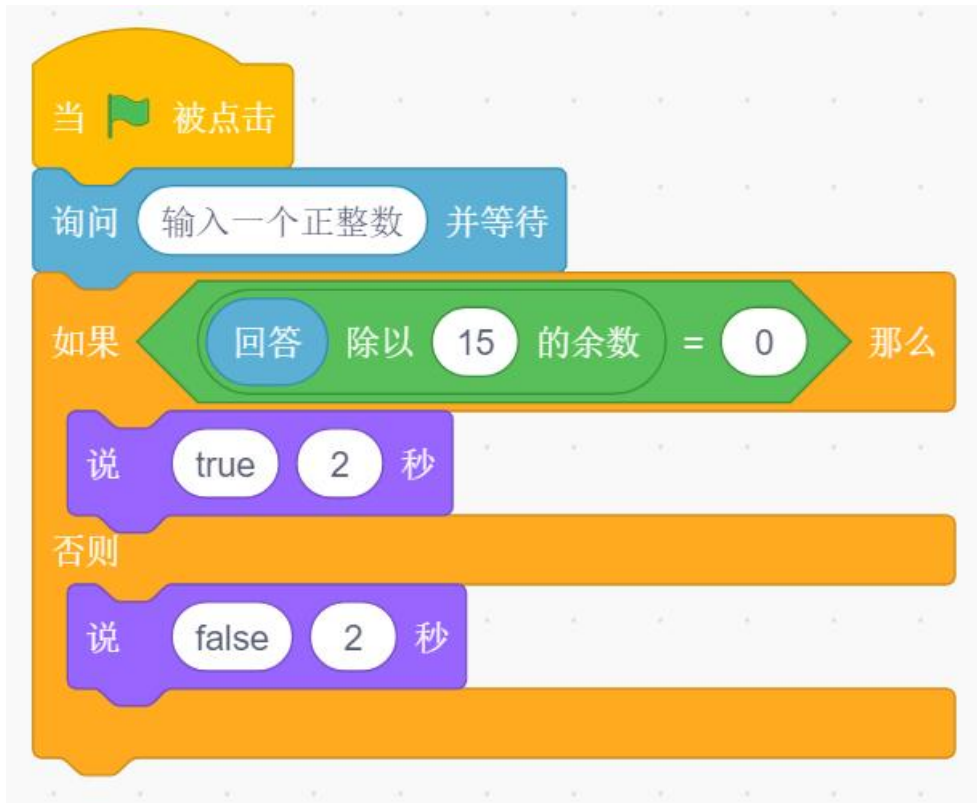 当 被点击
询问 输入一个正整数 并等待
如果 回答 除以 15 的余数 = 0 那么
说 true 2 秒
否则
说 false 2 秒